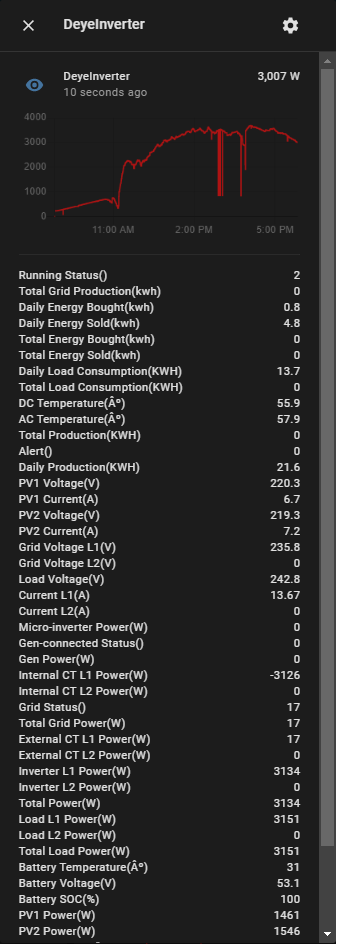 DeyeInverter
DeyeInverter 3,007 W
10 seconds ago
4000
3000
2000
1000
0
11:00 AM 2:00 PM 5:00 PM
Running Status() 2
Total Grid Production(kwh) 0
Daily Energy Bought(kwh) 0.8
Daily Energy Sold(kwh) 4.8
Total Energy Bought(kwh) 0
Total Energy Sold(kwh) 0
Daily Load Consumption(KWH) 13.7
Total Load Consumption(KWH) 0
DC Temperature(Âº) 55.9
AC Temperature(Âº) 57.9
Total Production(KWH) 0
Alert() 0
Daily Production(KWH) 21.6
PV1 Voltage(V) 220.3
PV1 Current(A) 6.7
PV2 Voltage(V) 219.3
PV2 Current(A) 7.2
Grid Voltage L1(V) 235.8
Grid Voltage L2(V) 0
Load Voltage(V) 242.8
Current L1(A) 13.67
Current L2(A) 0
Micro-inverter Power(W) 0
Gen-connected Status() 0
Gen Power(W) 0
Internal CT L1 Power(W) -3126
Internal CT L2 Power(W) 0
Grid Status() 17
Total Grid Power(W) 17
External CT L1 Power(W) 17
External CT L2 Power(W) 0
Inverter L1 Power(W) 3134
Inverter L2 Power(W) 0
Total Power(W) 3134
Load L1 Power(W) 3151
Load L2 Power(W) 0
Total Load Power(W) 3151
Battery Temperature(Âº) 31
Battery Voltage(V) 53.1
Battery SOC(%) 100
PV1 Power(W) 1461
PV2 Power(W) 1546